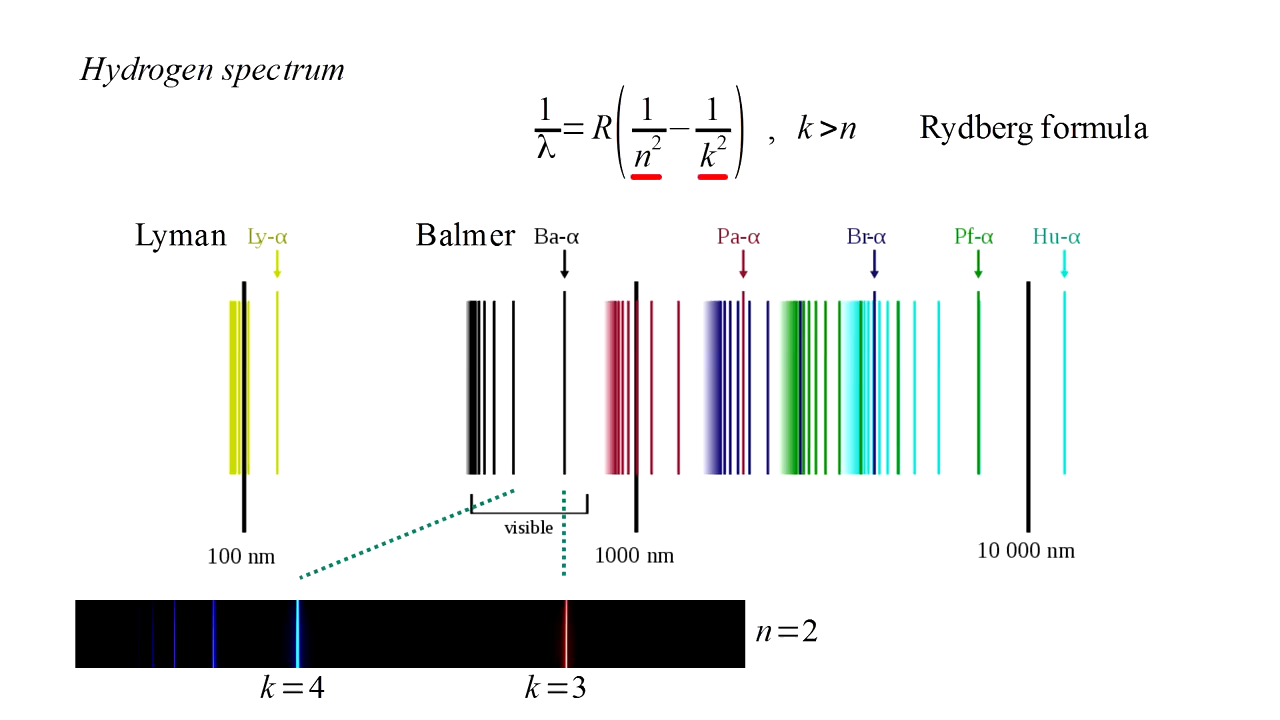 Hydrogen spectrum
1/λ = R(1/n² − 1/k²) , k > n Rydberg formula
Lyman Ly-α Balmer Ba-α Pa-α Br-α Pf-α Hu-α
visible
100 nm 1000 nm 10 000 nm
n = 2
k = 4 k = 3